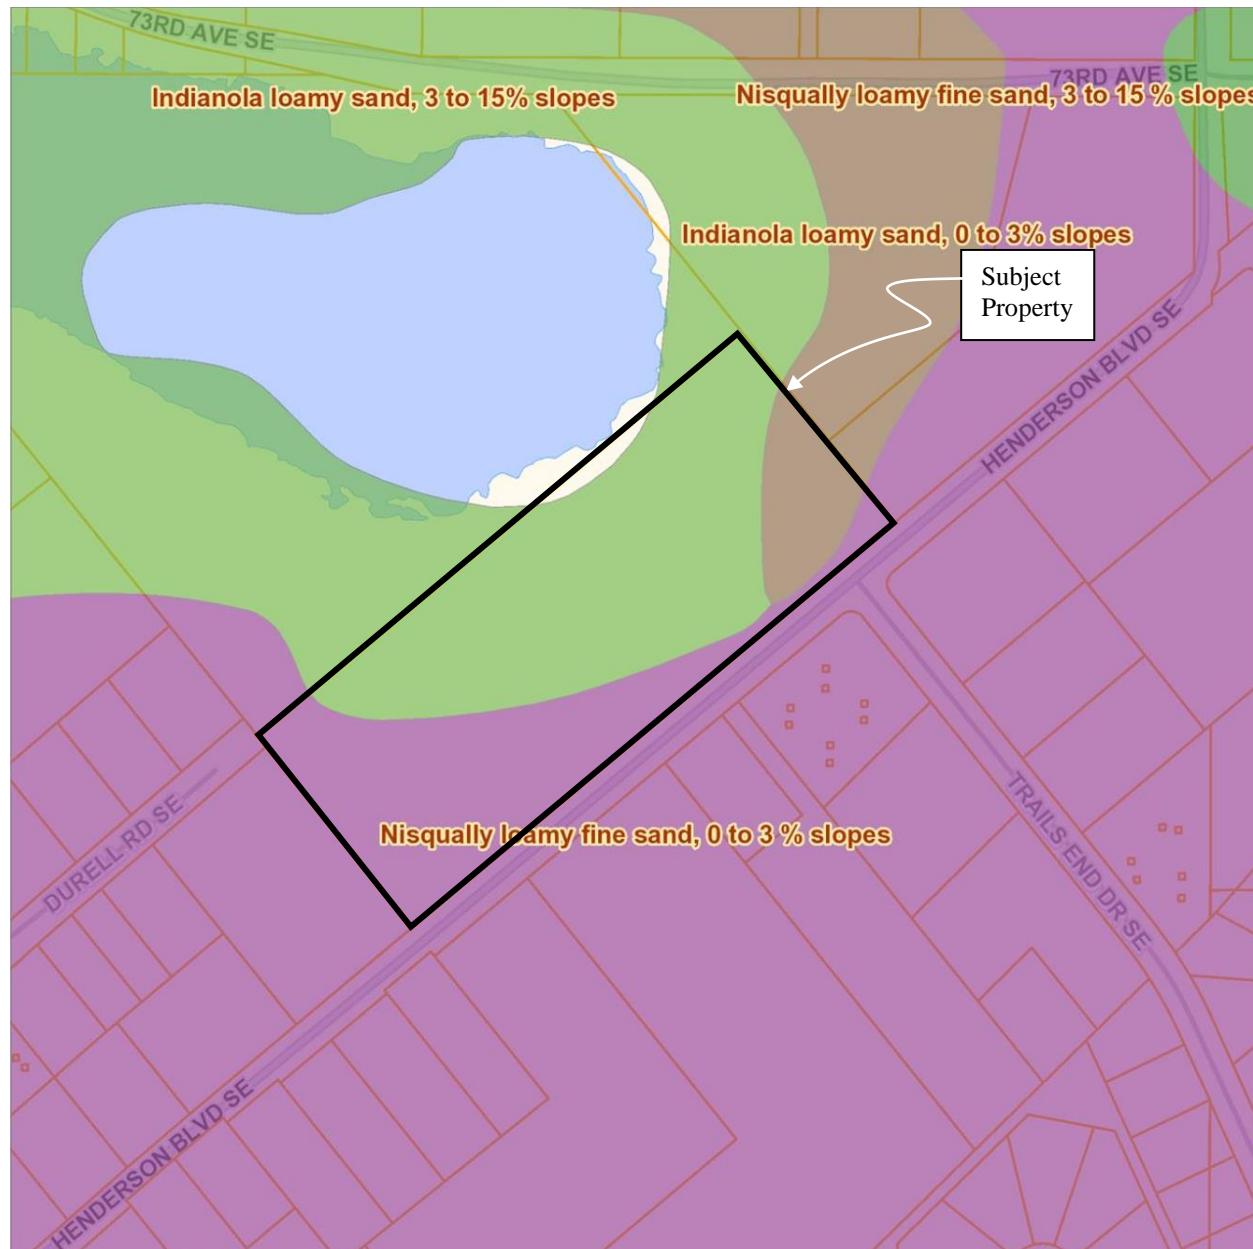 73RD AVE SE
73RD AVE SE
Indianola loamy sand, 3 to 15% slopes
Nisqually loamy fine sand, 3 to 15 % slopes
Indianola loamy sand, 0 to 3% slopes
Subject
Property
HENDERSON BLVD SE
Nisqually loamy fine sand, 0 to 3 % slopes
DURELL RD SE
TRAILS END DR SE
HENDERSON BLVD SE